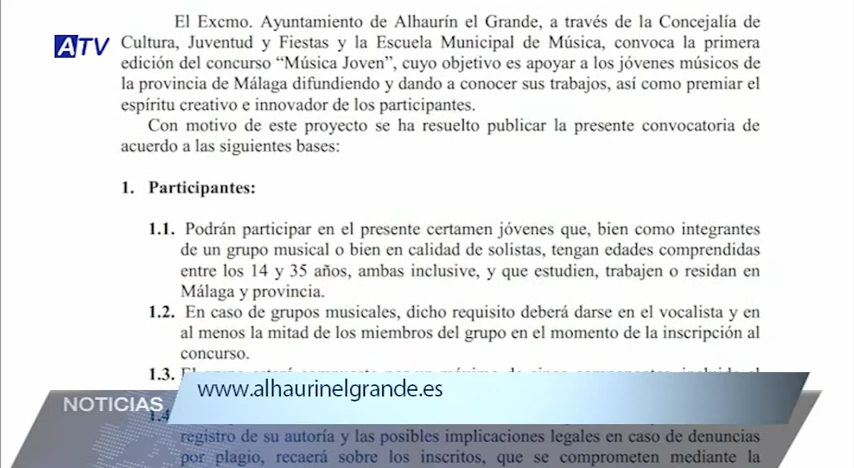 El Excmo. Ayuntamiento de Alhaurín el Grande, a través de la Concejalía de
ATV
Cultura, Juventud y Fiestas y la Escuela Municipal de Música, convoca la primera
edición del concurso “Música Joven”, cuyo objetivo es apoyar a los jóvenes músicos de
la provincia de Málaga difundiendo y dando a conocer sus trabajos, así como premiar el
espíritu creativo e innovador de los participantes.
Con motivo de este proyecto se ha resuelto publicar la presente convocatoria de
acuerdo a las siguientes bases:
1. Participantes:
1.1. Podrán participar en el presente certamen jóvenes que, bien como integrantes
de un grupo musical o bien en calidad de solistas, tengan edades comprendidas
entre los 14 y 35 años, ambas inclusive, y que estudien, trabajen o residan en
Málaga y provincia.
1.2. En caso de grupos musicales, dicho requisito deberá darse en el vocalista y en
al menos la mitad de los miembros del grupo en el momento de la inscripción al
concurso.
1.3.
www.alhaurinelgrande.es
NOTICIAS
1.4
registro de su autoría y las posibles implicaciones legales en caso de denuncias
por plagio, recaerá sobre los inscritos, que se comprometen mediante la